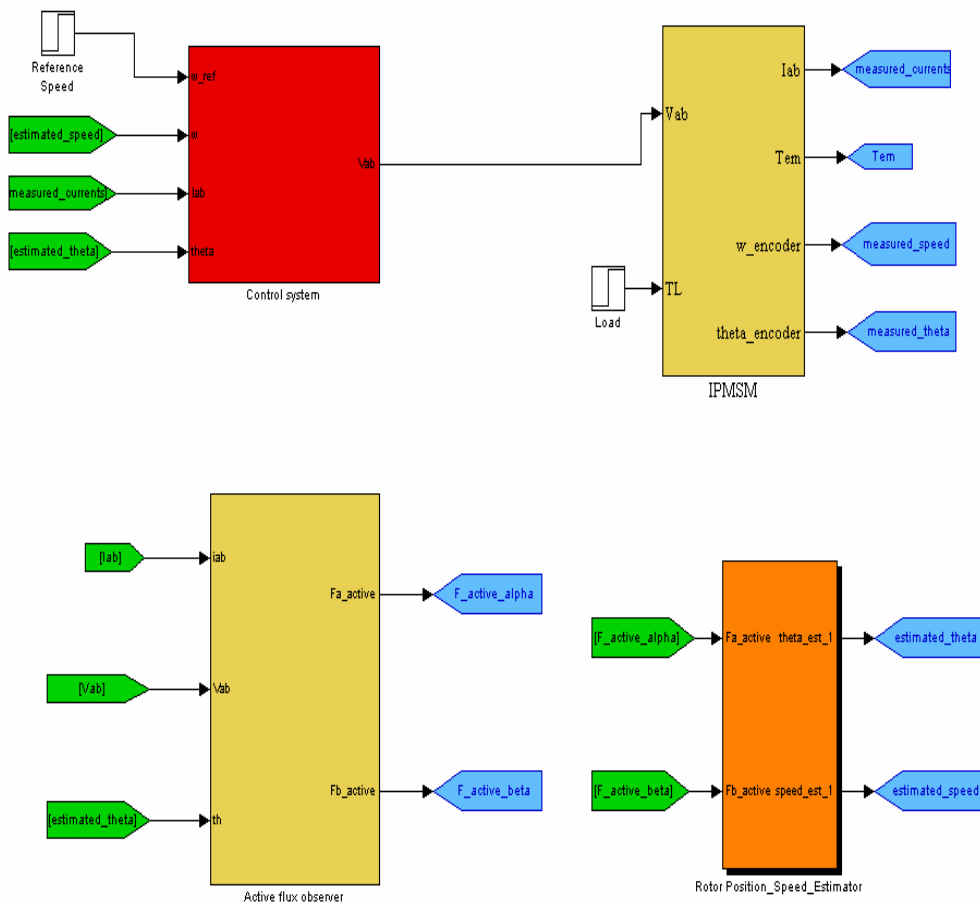 Reference
Speed
[estimated_speed]
measured_currents]
[estimated_theta]
w_ref
w
iab
theta
Vab
Control system
Vab
TL
Load
Iab
Tem
w_encoder
theta_encoder
IPMSM
measured_currents
Tem
measured_speed
measured_theta
[Iab]
[Vab]
[estimated_theta]
iab
Vab
th
Fa_active
Fb_active
Active flux observer
F_active_alpha
F_active_beta
[F_active_alpha]
[F_active_beta]
Fa_active theta_est_1
Fb_active speed_est_1
Rotor Position_Speed_Estimator
estimated_theta
estimated_speed